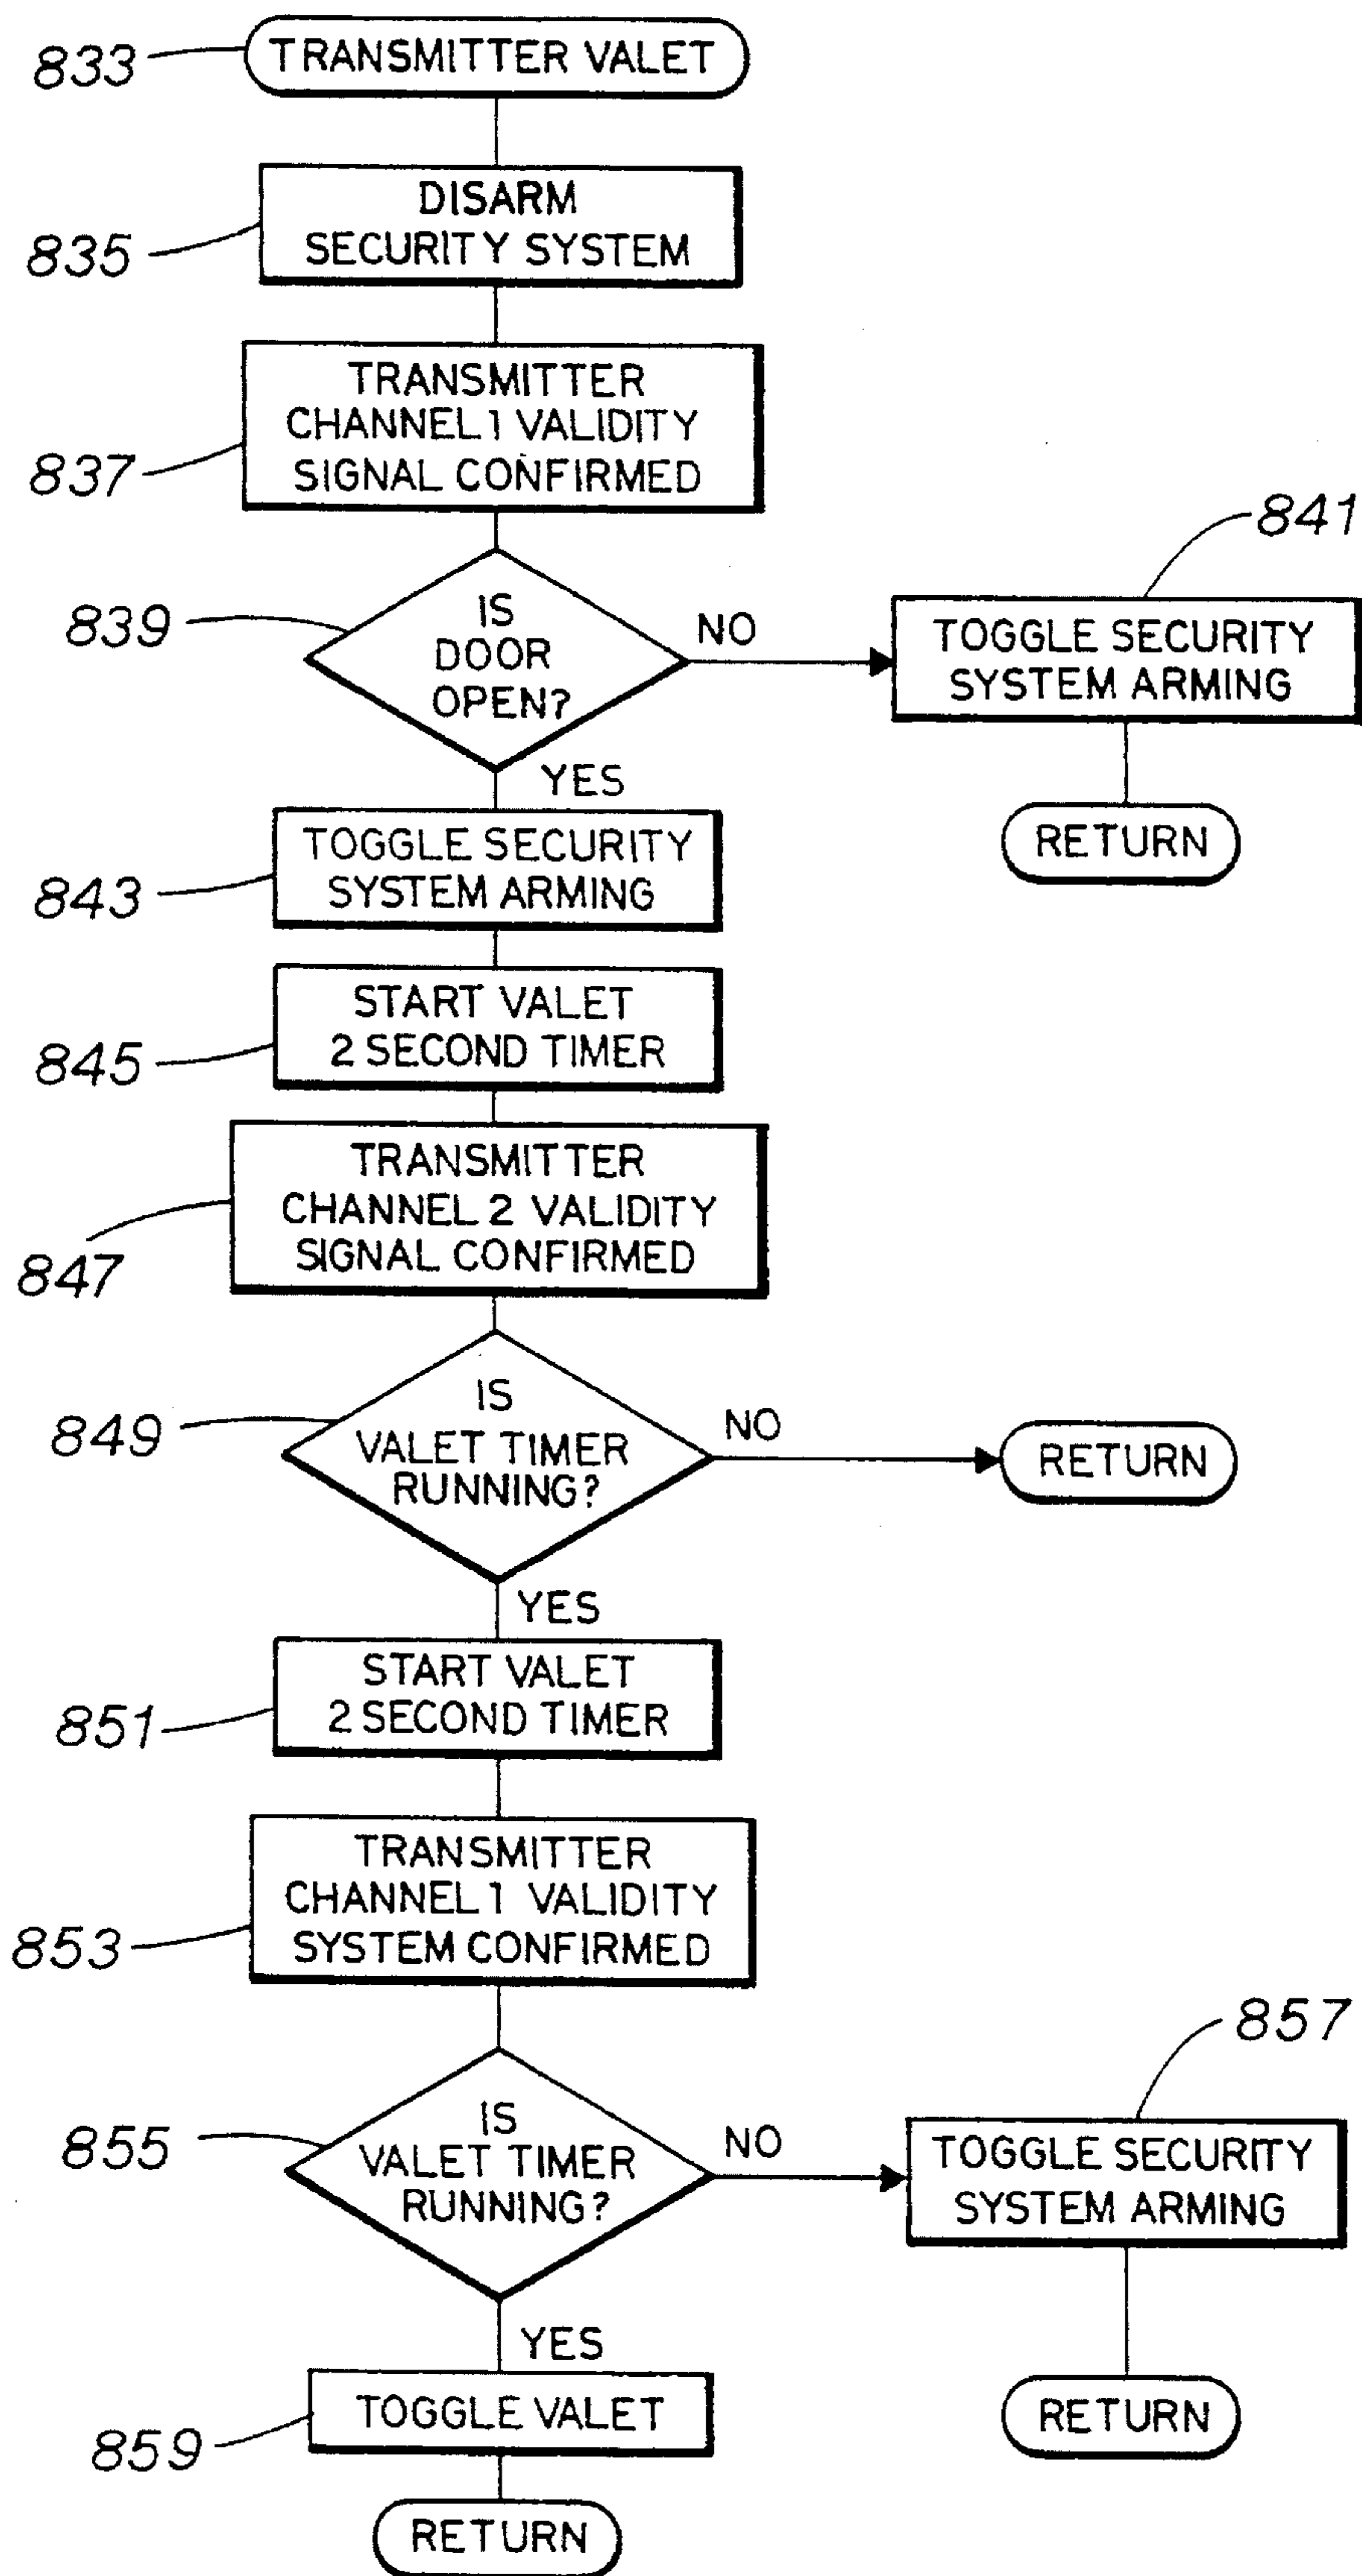 833
TRANSMITTER VALET
DISARM
SECURITY SYSTEM
835
TRANSMITTER
CHANNEL 1 VALIDITY
SIGNAL CONFIRMED
837
841
839
IS
DOOR
OPEN?
NO
TOGGLE SECURITY
SYSTEM ARMING
YES
RETURN
TOGGLE SECURITY
SYSTEM ARMING
843
START VALET
2 SECOND TIMER
845
TRANSMITTER
CHANNEL 2 VALIDITY
SIGNAL CONFIRMED
847
849
IS
VALET TIMER
RUNNING?
NO
RETURN
YES
START VALET
2 SECOND TIMER
851
TRANSMITTER
CHANNEL 1 VALIDITY
SYSTEM CONFIRMED
853
857
855
IS
VALET TIMER
RUNNING?
NO
TOGGLE SECURITY
SYSTEM ARMING
YES
TOGGLE VALET
859
RETURN
RETURN